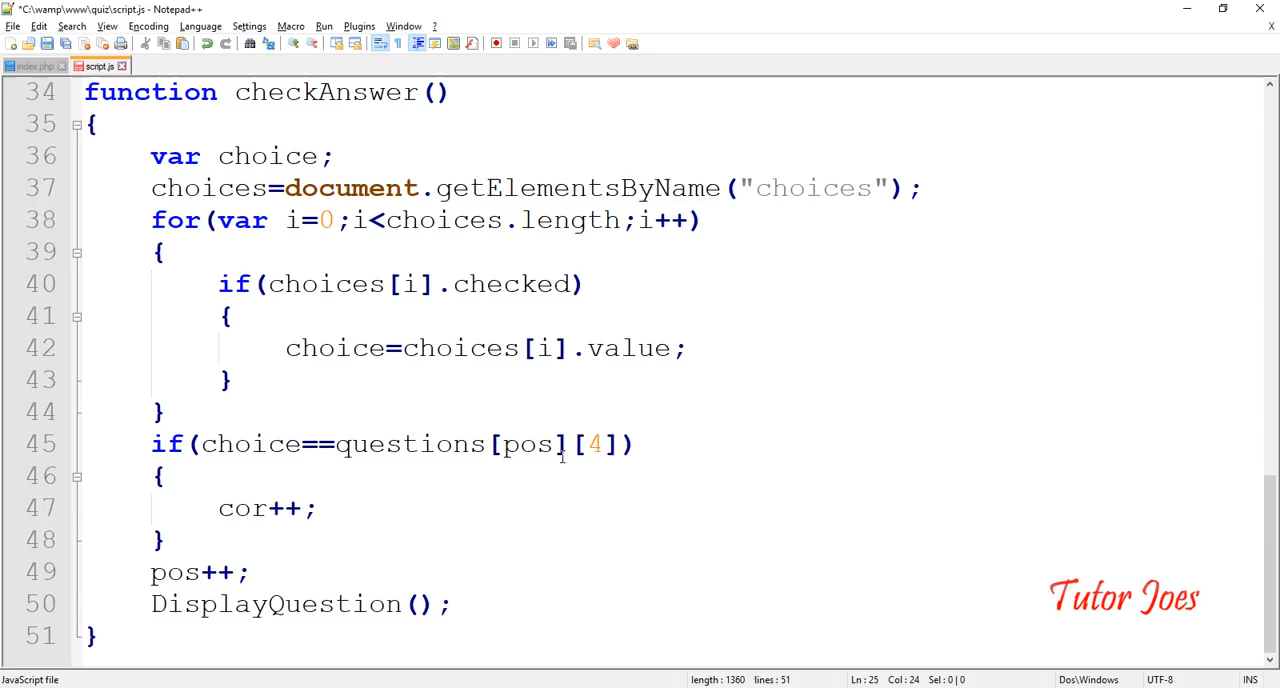 *C:\wamp\www\quiz\script.js - Notepad++
File Edit Search View Encoding Language Settings Macro Run Plugins Window ?
X
index.php script.js
34 function checkAnswer()
35 {
36 var choice;
37 choices=document.getElementsByName("choices");
38 for(var i=0;i<choices.length;i++)
39 {
40 if(choices[i].checked)
41 {
42 choice=choices[i].value;
43 }
44 }
45 if(choice==questions[pos][4])
46 {
47 cor++;
48 }
49 pos++;
50 DisplayQuestion();
51 }
Tutor Joes
JavaScript file length : 1360 lines : 51 Ln : 25 Col : 24 Sel : 0 | 0 Dos\Windows UTF-8 INS